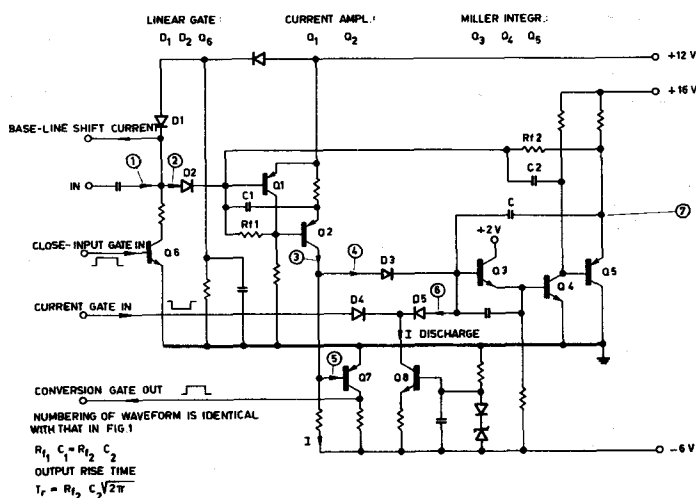 LINEAR GATE: CURRENT AMPL.: MILLER INTEGR.:
D1 D2 Q6 Q1 Q2 Q3 Q4 Q5
+12 V
+16V
D1
BASE-LINE SHIFT CURRENT
Rf2
1 2 D2
C2
IN
Q1
C
7
C1
+2V
Rf1
Q2
Q6
CLOSE-INPUT GATE IN
3 4 D3
Q3
Q4 Q5
D4 D5 6
CURRENT GATE IN
I DISCHARGE
5
Q7 Q8
CONVERSION GATE OUT
NUMBERING OF WAVEFORM IS IDENTICAL
WITH THAT IN FIG.1
I
-6V
Rf1 C1=Rf2 C2
OUTPUT RISE TIME
Tr = Rf2 C2√2π